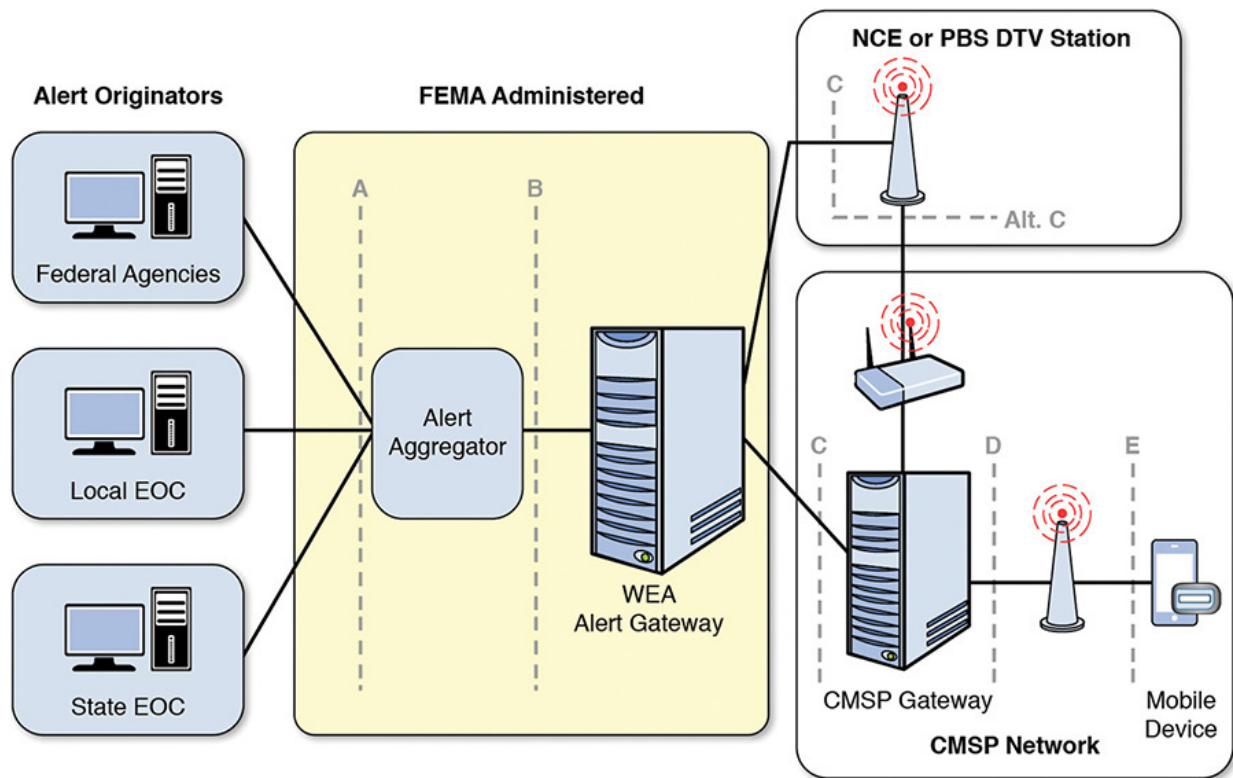 Alert Originators
Federal Agencies
Local EOC
State EOC
FEMA Administered
A
B
Alert
Aggregator
WEA
Alert Gateway
NCE or PBS DTV Station
C
Alt. C
C
D
E
CMSP Gateway
Mobile
Device
CMSP Network